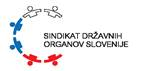 SINDIKAT DRŽAVNIH
ORGANOV SLOVENIJE